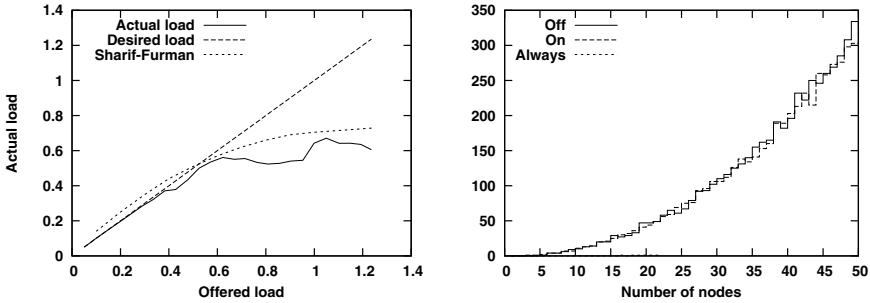 Actual load
Desired load
Sharif-Furman
1.4
1.2
1
0.8
0.6
0.4
0.2
0
Actual load
0 0.2 0.4 0.6 0.8 1 1.2 1.4
Offered load
Off
On
Always
350
300
250
200
150
100
50
0
0 5 10 15 20 25 30 35 40 45 50
Number of nodes